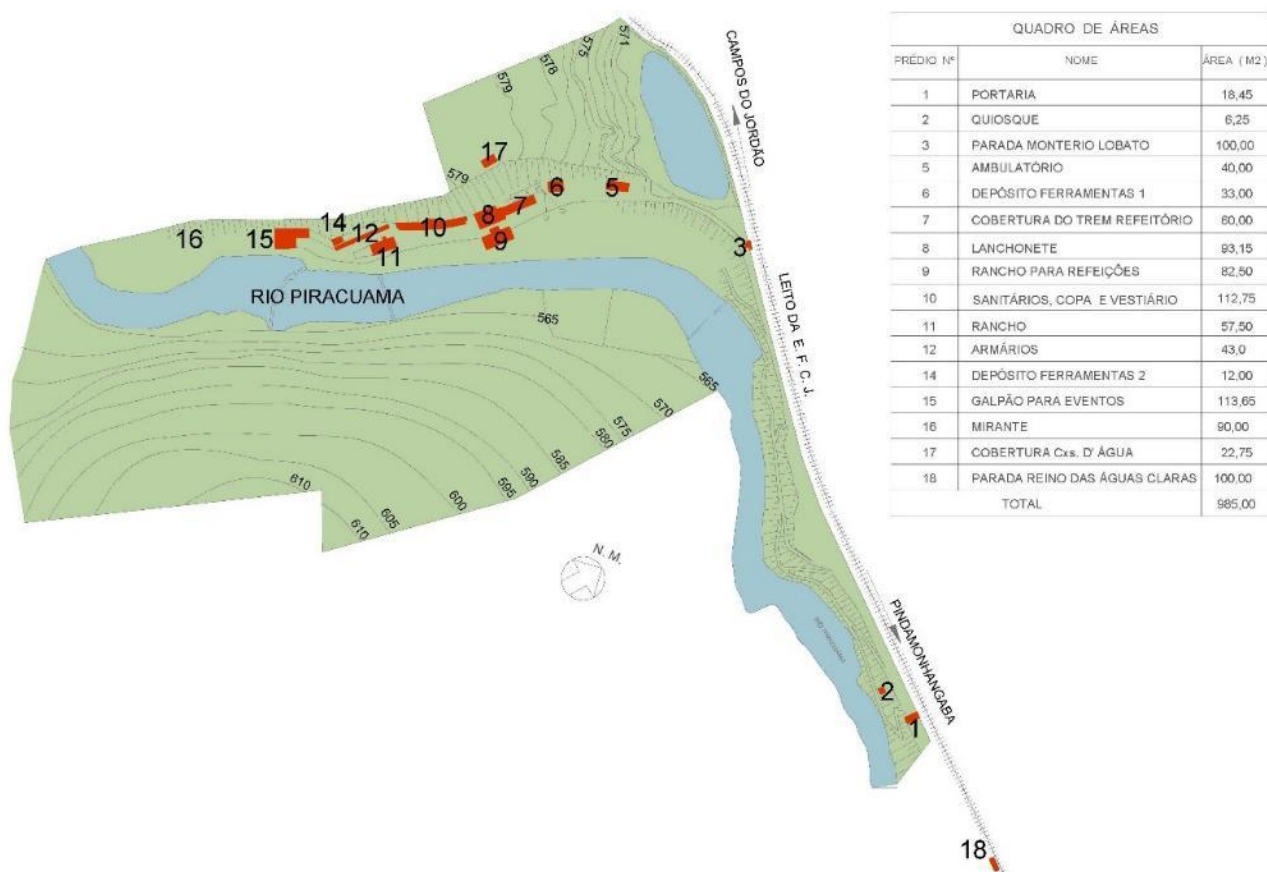 QUADRO DE ÁREAS
PRÉDIO Nº NOME ÁREA ( M2 )
1 PORTARIA 18,45
2 QUIOSQUE 6,25
3 PARADA MONTERIO LOBATO 100,00
5 AMBULATÓRIO 40,00
6 DEPÓSITO FERRAMENTAS 1 33,00
7 COBERTURA DO TREM REFEITÓRIO 60,00
8 LANCHONETE 93,15
9 RANCHO PARA REFEIÇÕES 82,50
10 SANITÁRIOS, COPA E VESTIÁRIO 112,75
11 RANCHO 57,50
12 ARMÁRIOS 43,0
14 DEPÓSITO FERRAMENTAS 2 12,00
15 GALPÃO PARA EVENTOS 113,65
16 MIRANTE 90,00
17 COBERTURA Cxs. D' ÁGUA 22,75
18 PARADA REINO DAS ÁGUAS CLARAS 100,00
TOTAL 985,00
571
575
578
579
CAMPOS DO JORDÃO
17
579
6
5
7
8
14
10
16
15
12
11
9
3
RIO PIRACUAMA
LEITO DA E. F. C. J.
565
565
570
575
580
585
590
595
600
605
610
610
N. M.
PINDAMONHANGABA
RIO PIRACUAMA
2
1
18